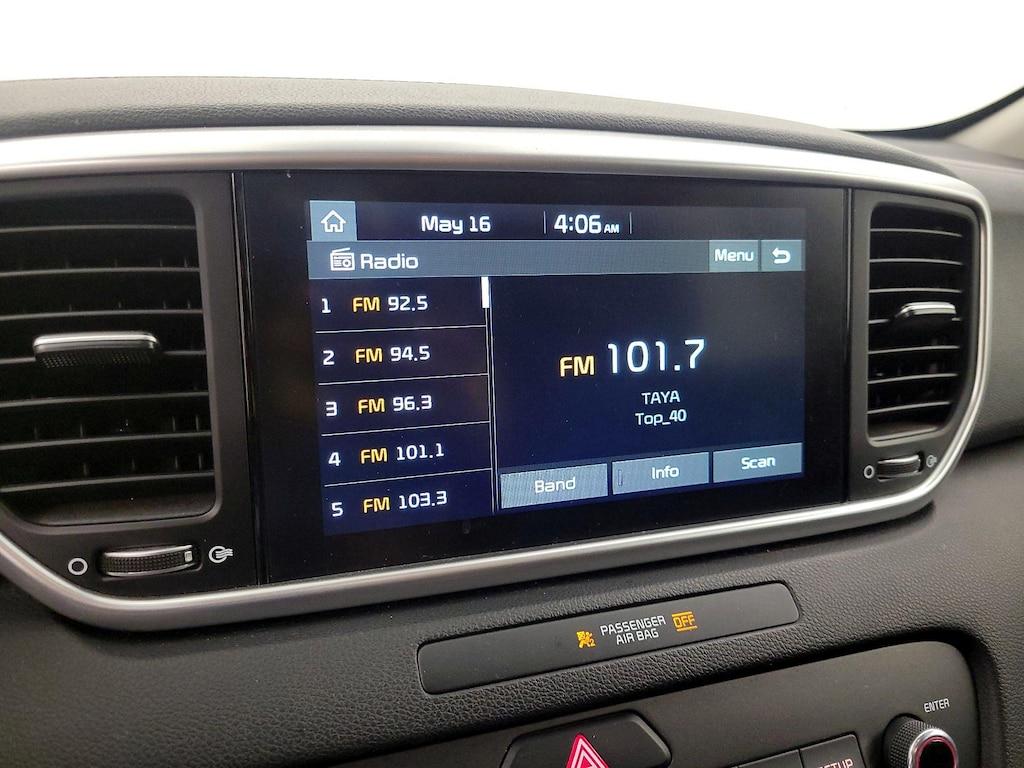 May 16 4:06 AM
Radio Menu
1 FM 92.5
2 FM 94.5
3 FM 96.3
4 FM 101.1
5 FM 103.3
FM 101.7
TAYA
Top_40
Band Info Scan
PASSENGER
AIR BAG OFF
2
ENTER
SETUP